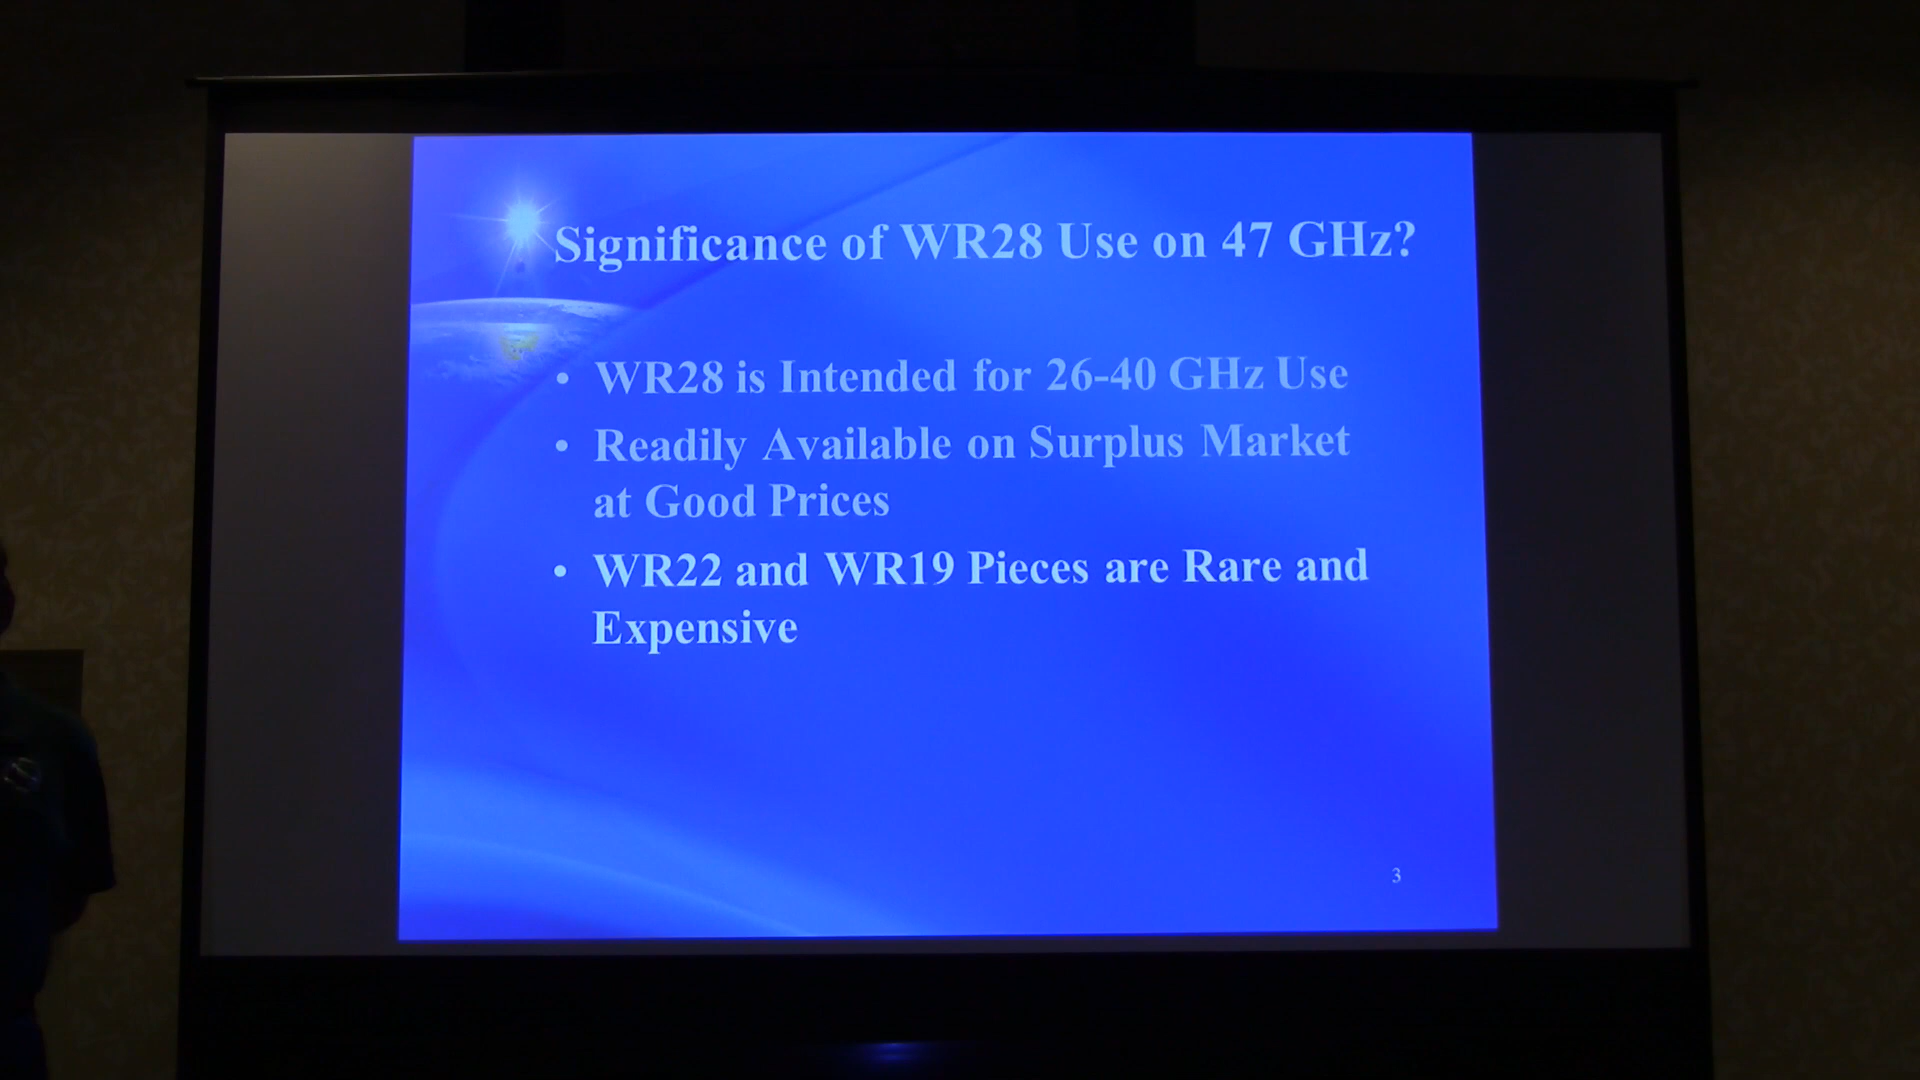 Significance of WR28 Use on 47 GHz?
• WR28 is Intended for 26-40 GHz Use
• Readily Available on Surplus Market
at Good Prices
• WR22 and WR19 Pieces are Rare and
Expensive
3